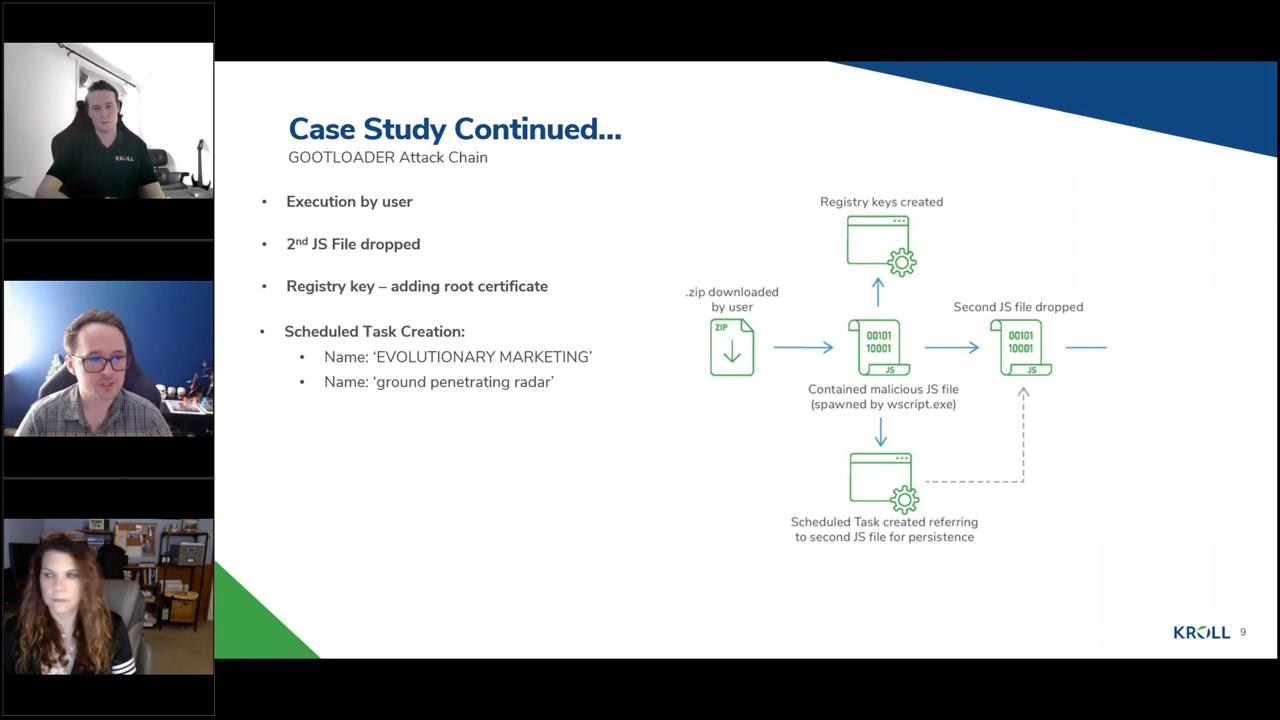 KROLL
Case Study Continued...
GOOTLOADER Attack Chain
• Execution by user
• 2nd JS File dropped
• Registry key – adding root certificate
• Scheduled Task Creation:
• Name: ‘EVOLUTIONARY MARKETING’
• Name: ‘ground penetrating radar’
Registry keys created
.zip downloaded
by user
ZIP
00101
10001
JS
Contained malicious JS file
(spawned by wscript.exe)
Second JS file dropped
00101
10001
JS
Scheduled Task created referring
to second JS file for persistence
KROLL 9